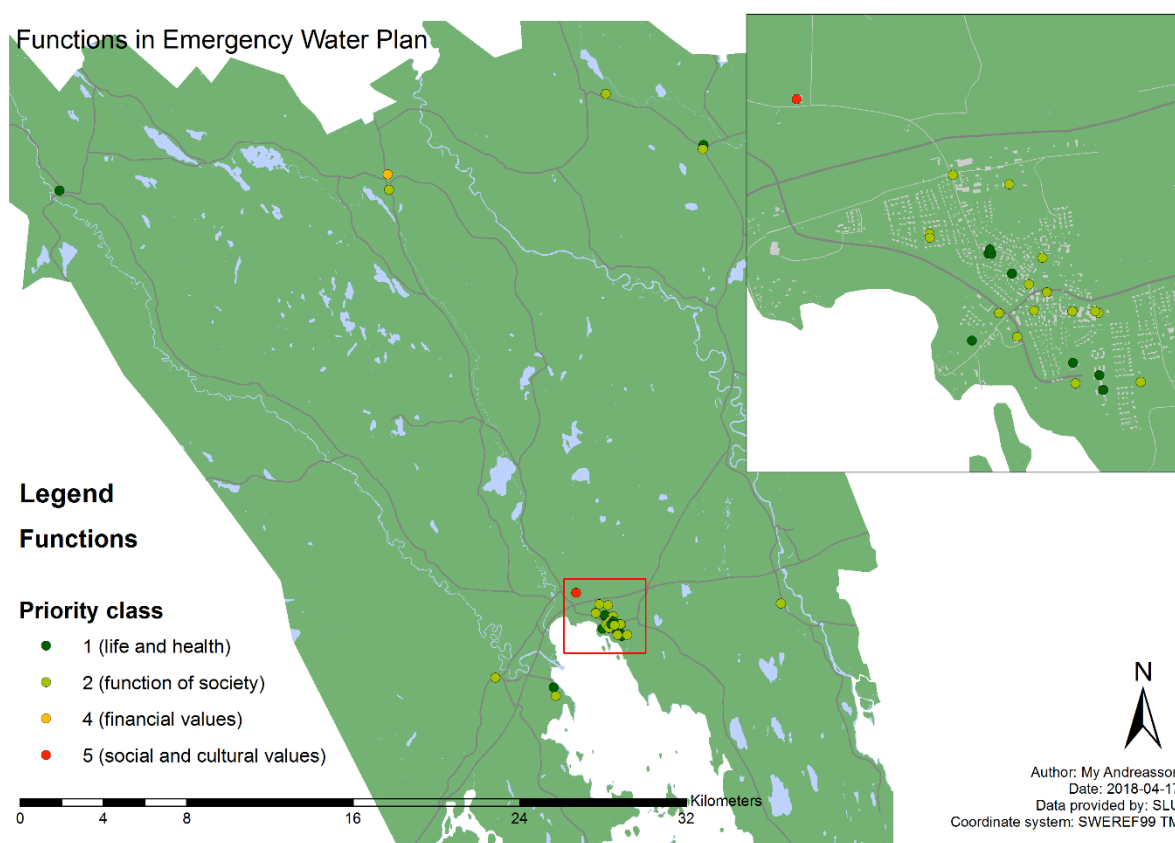 Functions in Emergency Water Plan
Legend
Functions
Priority class
1 (life and health)
2 (function of society)
4 (financial values)
5 (social and cultural values)
Kilometers
0 4 8 16 24 32
N
Author: My Andreasson
Date: 2018-04-17
Data provided by: SLU
Coordinate system: SWEREF99 TM